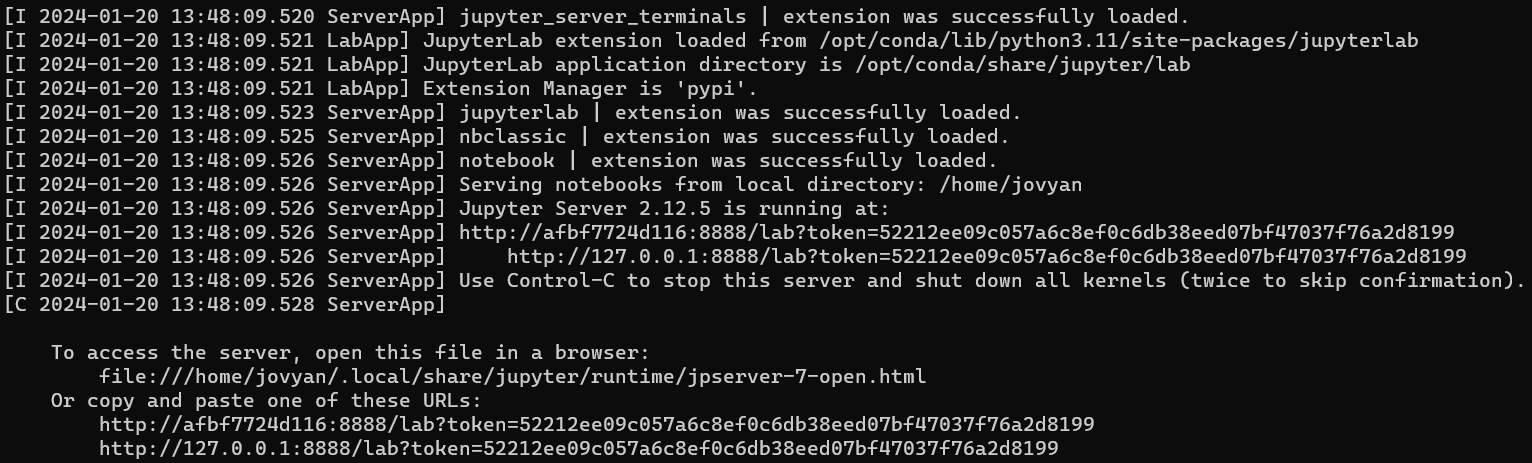 [I 2024-01-20 13:48:09.520 ServerApp] jupyter_server_terminals | extension was successfully loaded.
[I 2024-01-20 13:48:09.521 LabApp] JupyterLab extension loaded from /opt/conda/lib/python3.11/site-packages/jupyterlab
[I 2024-01-20 13:48:09.521 LabApp] JupyterLab application directory is /opt/conda/share/jupyter/lab
[I 2024-01-20 13:48:09.521 LabApp] Extension Manager is 'pypi'.
[I 2024-01-20 13:48:09.523 ServerApp] jupyterlab | extension was successfully loaded.
[I 2024-01-20 13:48:09.525 ServerApp] nbclassic | extension was successfully loaded.
[I 2024-01-20 13:48:09.526 ServerApp] notebook | extension was successfully loaded.
[I 2024-01-20 13:48:09.526 ServerApp] Serving notebooks from local directory: /home/jovyan
[I 2024-01-20 13:48:09.526 ServerApp] Jupyter Server 2.12.5 is running at:
[I 2024-01-20 13:48:09.526 ServerApp] http://afbf7724d116:8888/lab?token=52212ee09c057a6c8ef0c6db38eed07bf47037f76a2d8199
[I 2024-01-20 13:48:09.526 ServerApp]     http://127.0.0.1:8888/lab?token=52212ee09c057a6c8ef0c6db38eed07bf47037f76a2d8199
[I 2024-01-20 13:48:09.526 ServerApp] Use Control-C to stop this server and shut down all kernels (twice to skip confirmation).
[C 2024-01-20 13:48:09.528 ServerApp]
    To access the server, open this file in a browser:
        file:///home/jovyan/.local/share/jupyter/runtime/jpserver-7-open.html
    Or copy and paste one of these URLs:
        http://afbf7724d116:8888/lab?token=52212ee09c057a6c8ef0c6db38eed07bf47037f76a2d8199
        http://127.0.0.1:8888/lab?token=52212ee09c057a6c8ef0c6db38eed07bf47037f76a2d8199